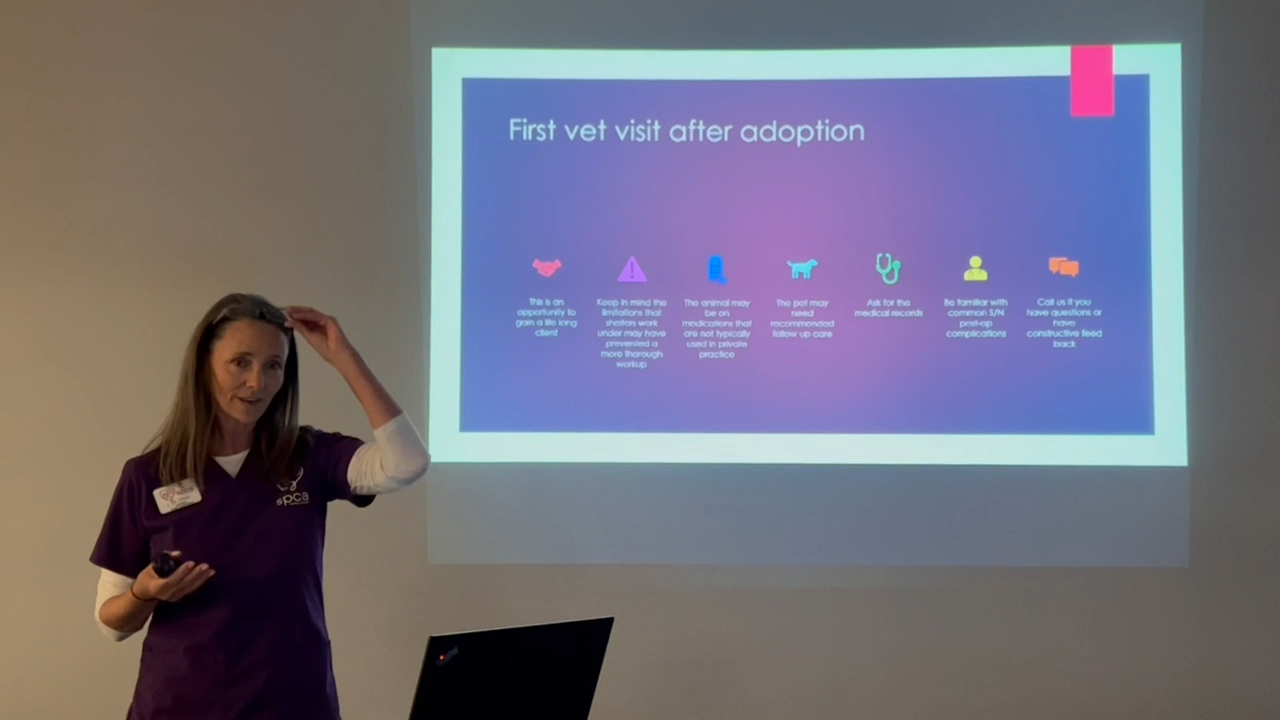 First vet visit after adoption
This is an
opportunity to
gain a life long
client
Keep in mind the
limitations that
shelters work
under may have
prevented a
more thorough
workup
The animal may
be on
medications that
are not typically
used in private
practice
The pet may
need
recommended
follow up care
Ask for the
medical records
Be familiar with
common S/N
post-op
complications
Call us if you
have questions or
have
constructive feed
back
spca